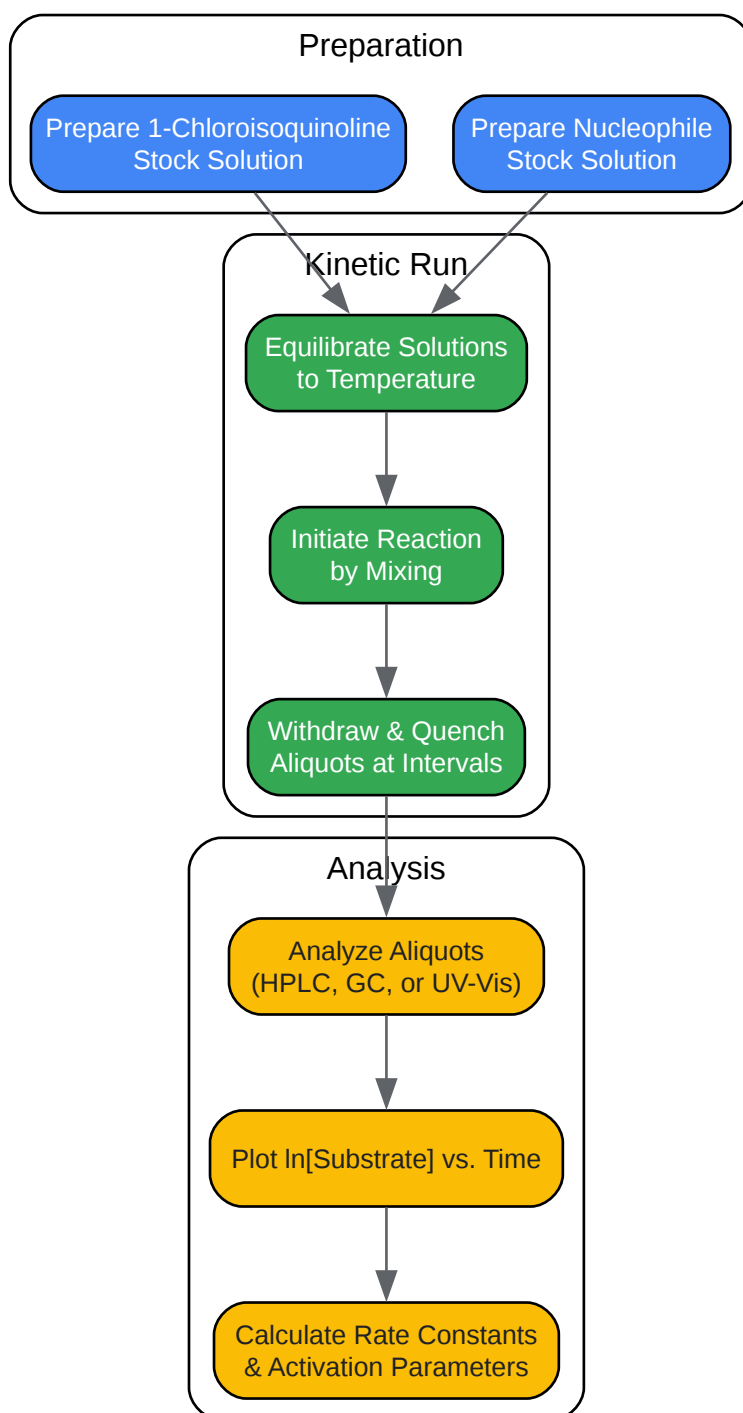 Preparation
Prepare 1-Chloroisoquinoline
Stock Solution
Prepare Nucleophile
Stock Solution
Kinetic Run
Equilibrate Solutions
to Temperature
Initiate Reaction
by Mixing
Withdraw & Quench
Aliquots at Intervals
Analysis
Analyze Aliquots
(HPLC, GC, or UV-Vis)
Plot ln[Substrate] vs. Time
Calculate Rate Constants
& Activation Parameters